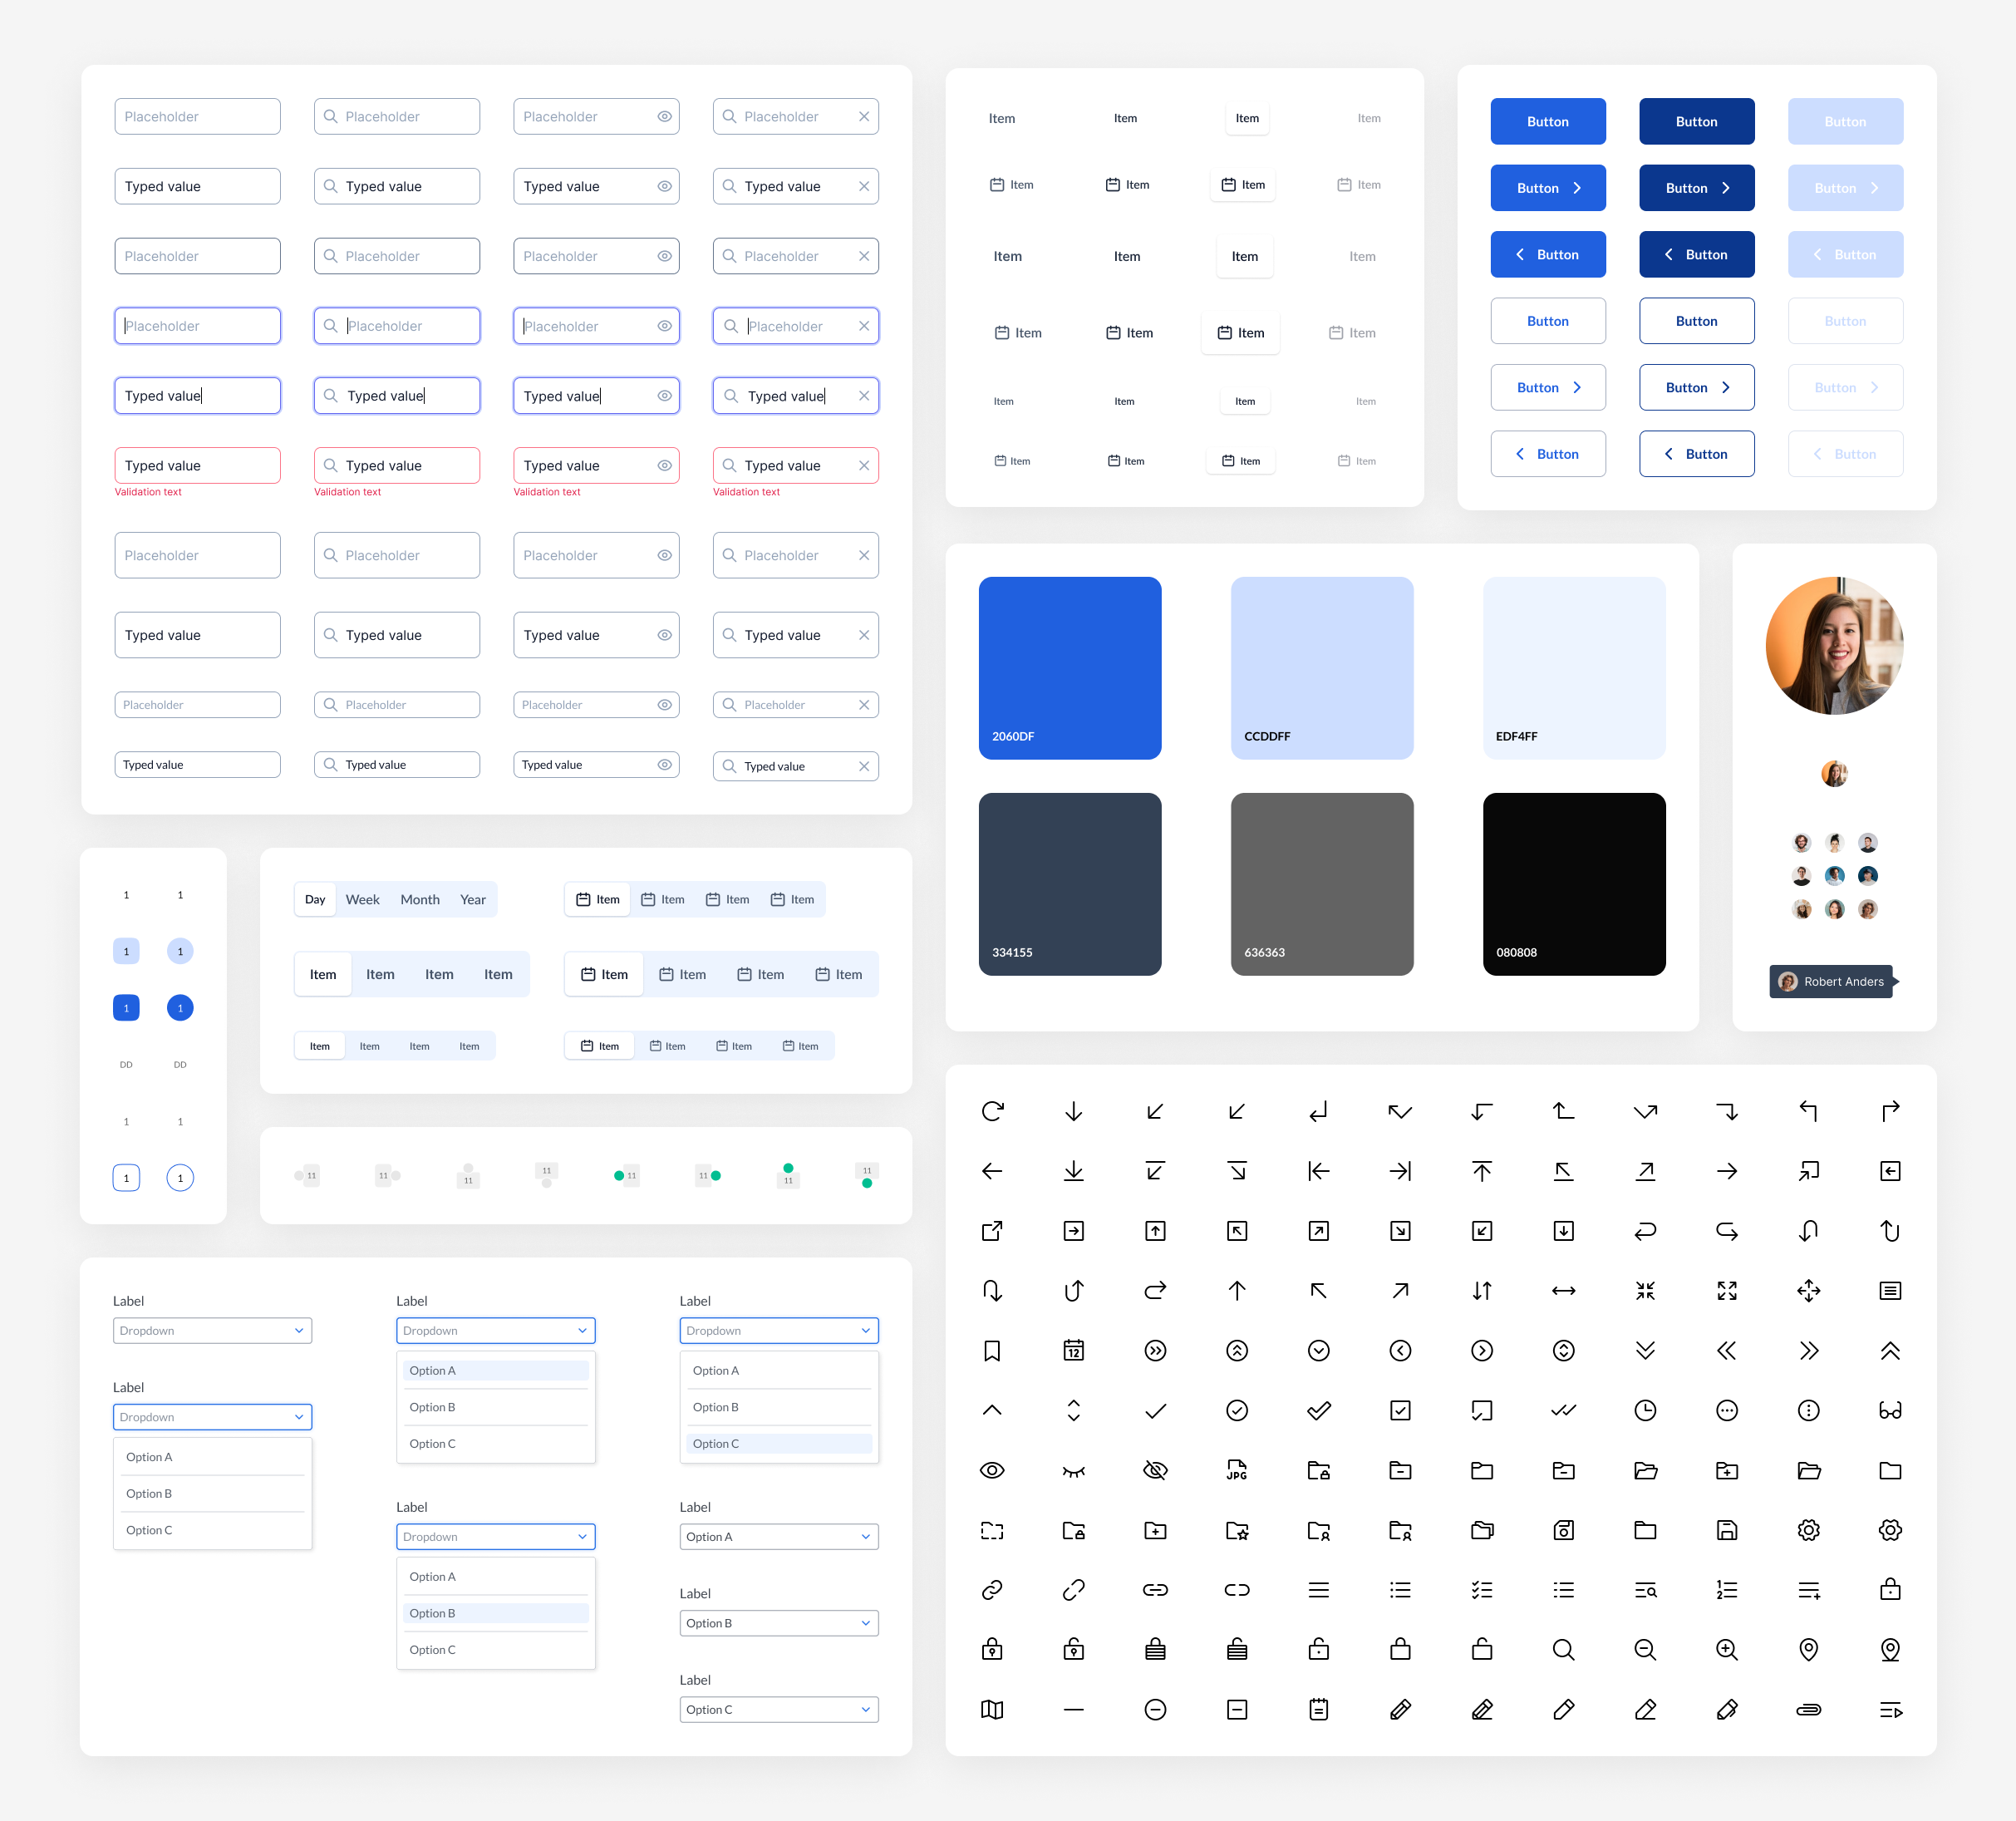 Placeholder Placeholder Placeholder Placeholder
Typed value Typed value Typed value Typed value
Placeholder Placeholder Placeholder Placeholder
Placeholder Placeholder Placeholder Placeholder
Typed value Typed value Typed value Typed value
Typed value Typed value Typed value Typed value
Validation text Validation text Validation text Validation text
Placeholder Placeholder Placeholder Placeholder
Typed value Typed value Typed value Typed value
Placeholder Placeholder Placeholder Placeholder
Typed value Typed value Typed value Typed value
Item Item Item Item
Item Item Item Item
Item Item Item Item
Item Item Item Item
Item Item Item Item
Item Item Item Item
Button Button Button
Button Button Button
Button Button Button
Button Button Button
Button Button Button
Button Button Button
2060DF CCDDFF EDF4FF
334155 636363 080808
Robert Anders
1 1
1 1
1 1
DD DD
1 1
1 1
Day Week Month Year Item Item Item Item
Item Item Item Item Item Item Item Item
Item Item Item Item Item Item Item Item
11 11 11 11 11 11 11 11
Label
Dropdown
Label
Dropdown
Option A
Option B
Option C
Label
Dropdown
Option A
Option B
Option C
Label
Dropdown
Option A
Option B
Option C
Label
Dropdown
Option A
Option B
Option C
Label
Option A
Label
Option B
Label
Option C
12
JPG
1
2